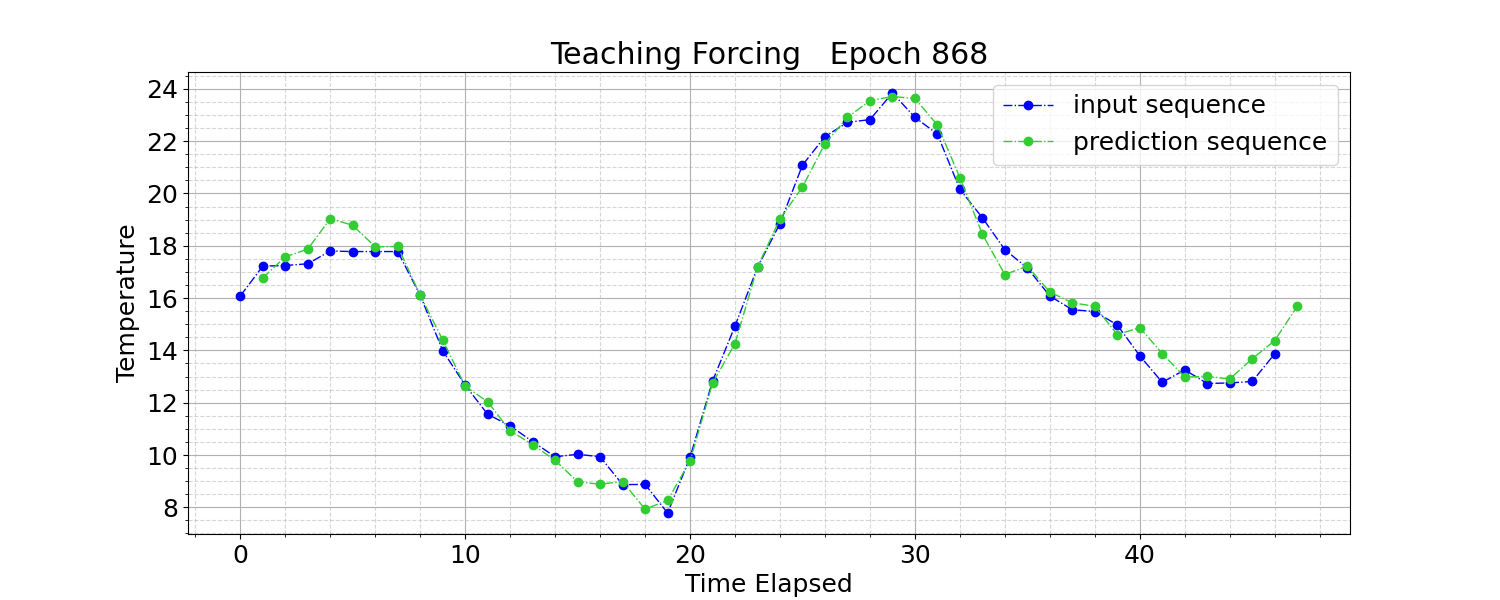 Teaching Forcing   Epoch 868
24
22
20
18
16
14
12
10
8
Temperature
input sequence
prediction sequence
0 10 20 30 40
Time Elapsed